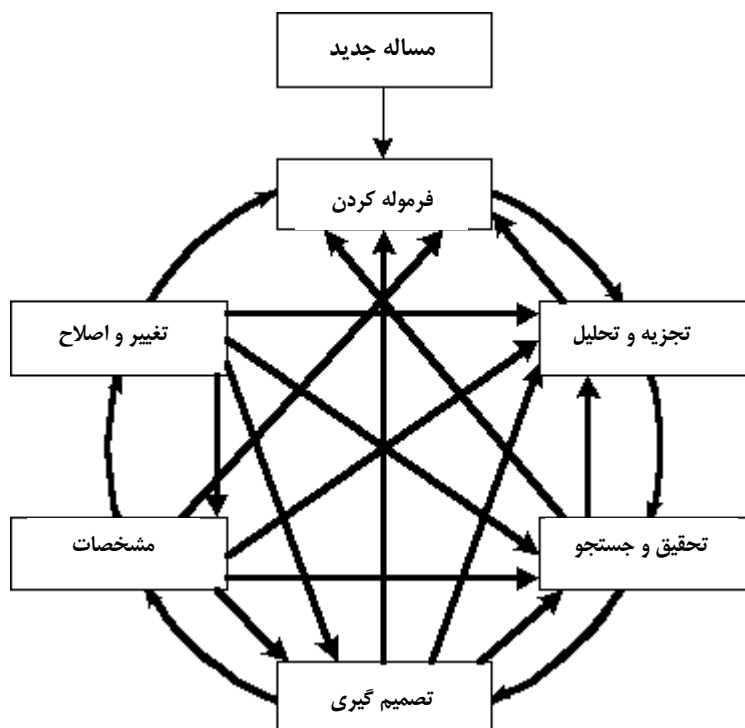 مساله جدید
فرموله کردن
تغییر و اصلاح
تجزیه و تحلیل
مشخصات
تحقیق و جستجو
تصمیم گیری